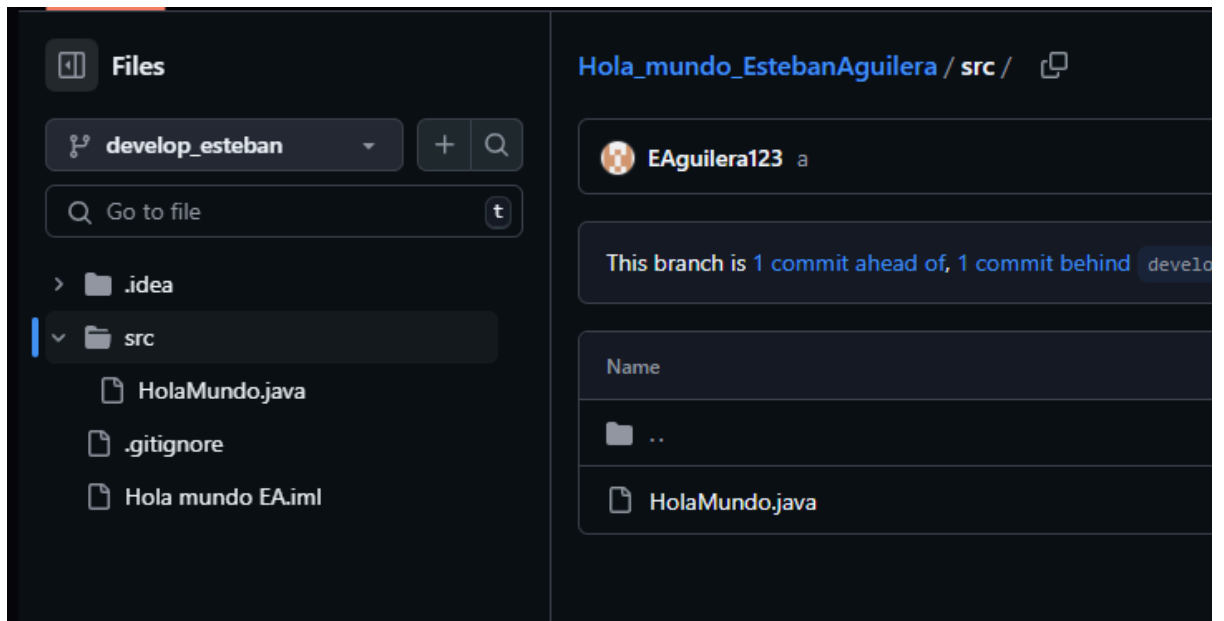 Files
develop_esteban
Go to file
t
.idea
src
HolaMundo.java
.gitignore
Hola mundo EA.iml
Hola_mundo_EstebanAguilera / src /
EAguilera123 a
This branch is 1 commit ahead of, 1 commit behind develo
Name
..
HolaMundo.java